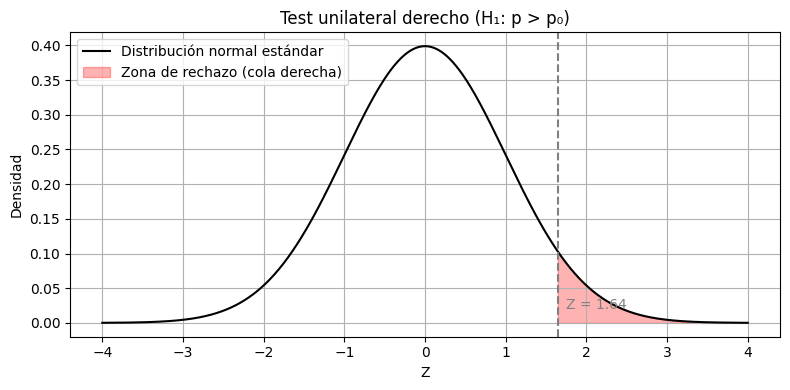 Test unilateral derecho (H₁: p > p₀)
Distribución normal estándar
Zona de rechazo (cola derecha)
0.40
0.35
0.30
0.25
0.20
0.15
0.10
0.05
0.00
Densidad
Z = 1.64
−4 −3 −2 −1 0 1 2 3 4
Z